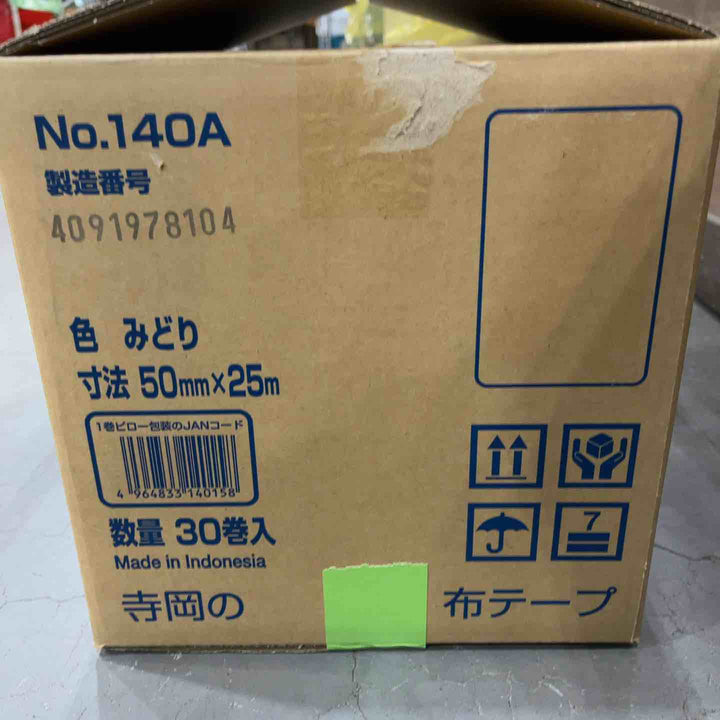 No.140A
製造番号
4091978104
色 みどり
寸法 50mm×25m
1巻ピロー包装のJANコード
4 964833 140158
数量 30巻入
Made in Indonesia
寺岡の 布テープ
7